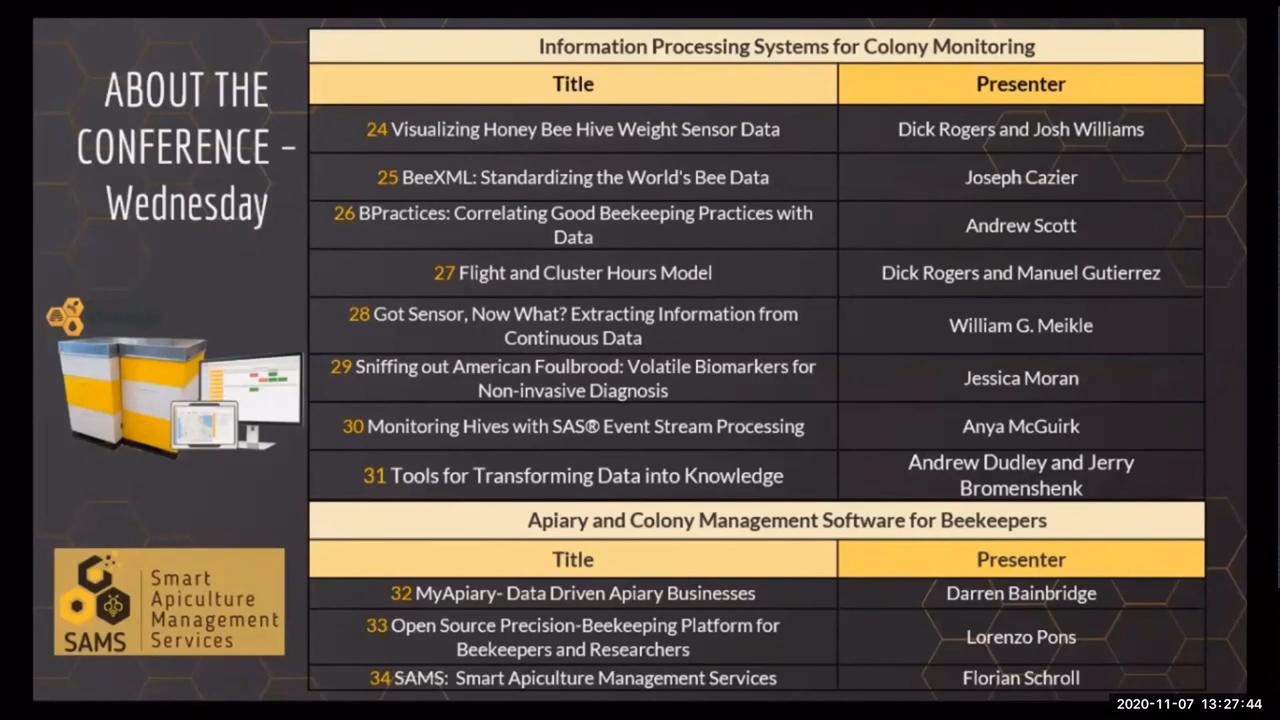 ABOUT THE
CONFERENCE –
Wednesday
Information Processing Systems for Colony Monitoring
Title Presenter
24 Visualizing Honey Bee Hive Weight Sensor Data Dick Rogers and Josh Williams
25 BeeXML: Standardizing the World's Bee Data Joseph Cazier
26 BPractices: Correlating Good Beekeeping Practices with
Data Andrew Scott
27 Flight and Cluster Hours Model Dick Rogers and Manuel Gutierrez
28 Got Sensor, Now What? Extracting Information from
Continuous Data William G. Meikle
29 Sniffing out American Foulbrood: Volatile Biomarkers for
Non-invasive Diagnosis Jessica Moran
30 Monitoring Hives with SAS® Event Stream Processing Anya McGuirk
31 Tools for Transforming Data into Knowledge Andrew Dudley and Jerry
Bromenshenk
Apiary and Colony Management Software for Beekeepers
Title Presenter
32 MyApiary- Data Driven Apiary Businesses Darren Bainbridge
33 Open Source Precision-Beekeeping Platform for
Beekeepers and Researchers Lorenzo Pons
34 SAMS: Smart Apiculture Management Services Florian Schroll
SAMS
Smart
Apiculture
Management
Services
2020-11-07 13:27:44